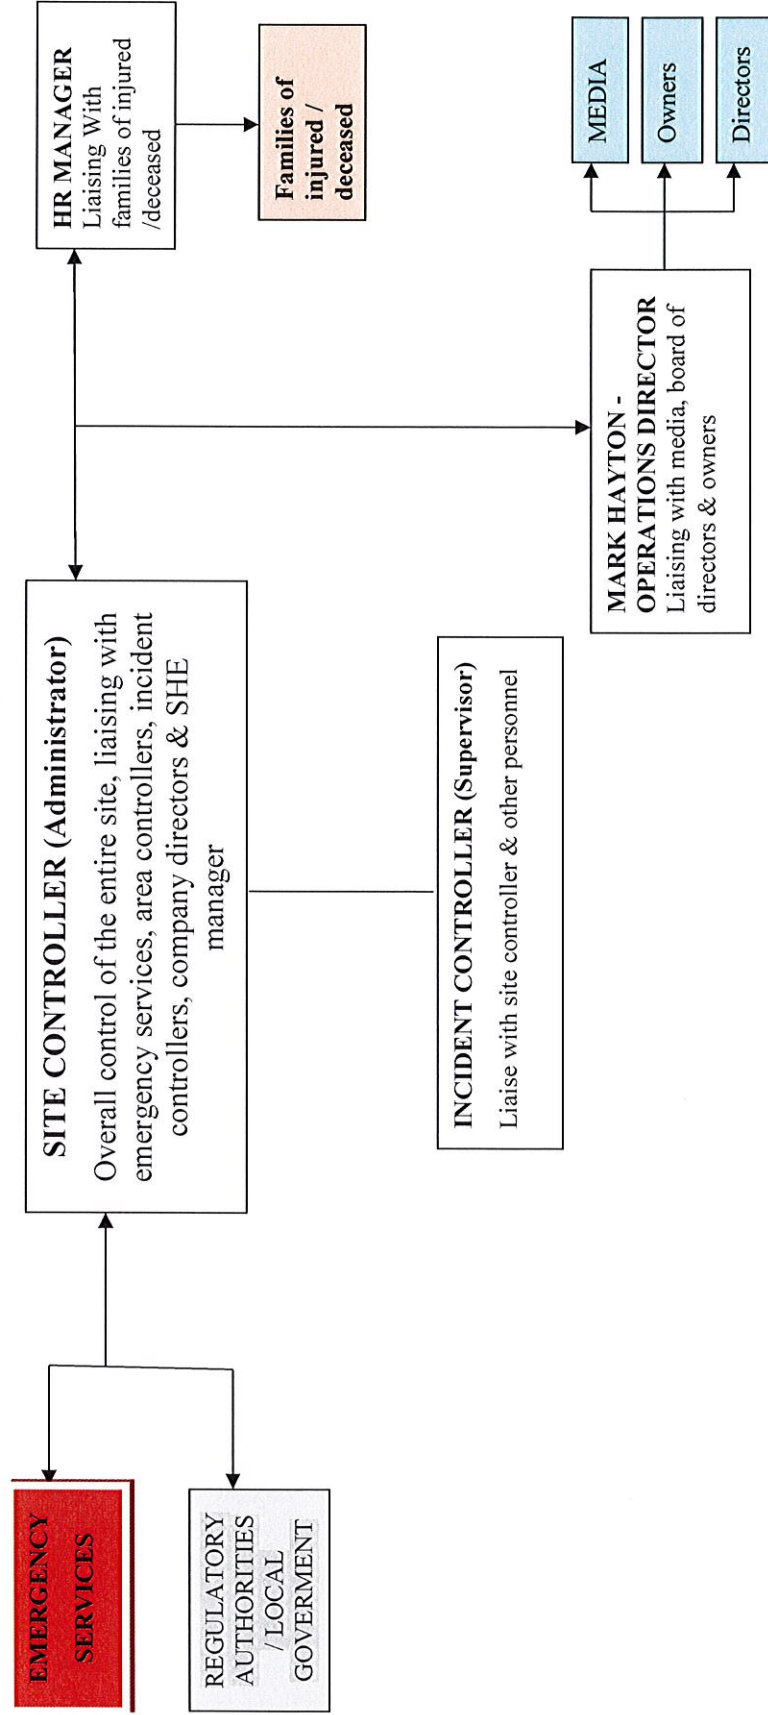 EMERGENCY
SERVICES
REGULATORY
AUTHORITIES
/ LOCAL
GOVERMENT
SITE CONTROLLER (Administrator)
Overall control of the entire site, liaising with
emergency services, area controllers, incident
controllers, company directors & SHE
manager
INCIDENT CONTROLLER (Supervisor)
Liaise with site controller & other personnel
HR MANAGER
Liaising With
families of injured
/deceased
Families of
injured /
deceased
MARK HAYTON -
OPERATIONS DIRECTOR
Liaising with media, board of
directors & owners
MEDIA
Owners
Directors